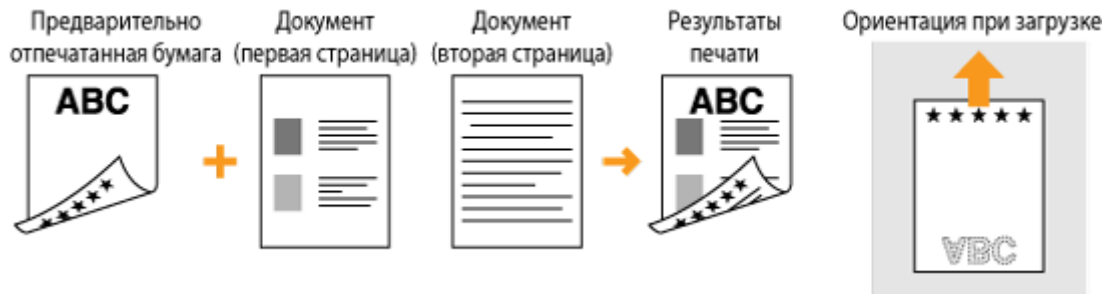 Предварительно
отпечатанная бумага
Документ
(первая страница)
Документ
(вторая страница)
Результаты
печати
Ориентация при загрузке
ABC
ABC
ABC